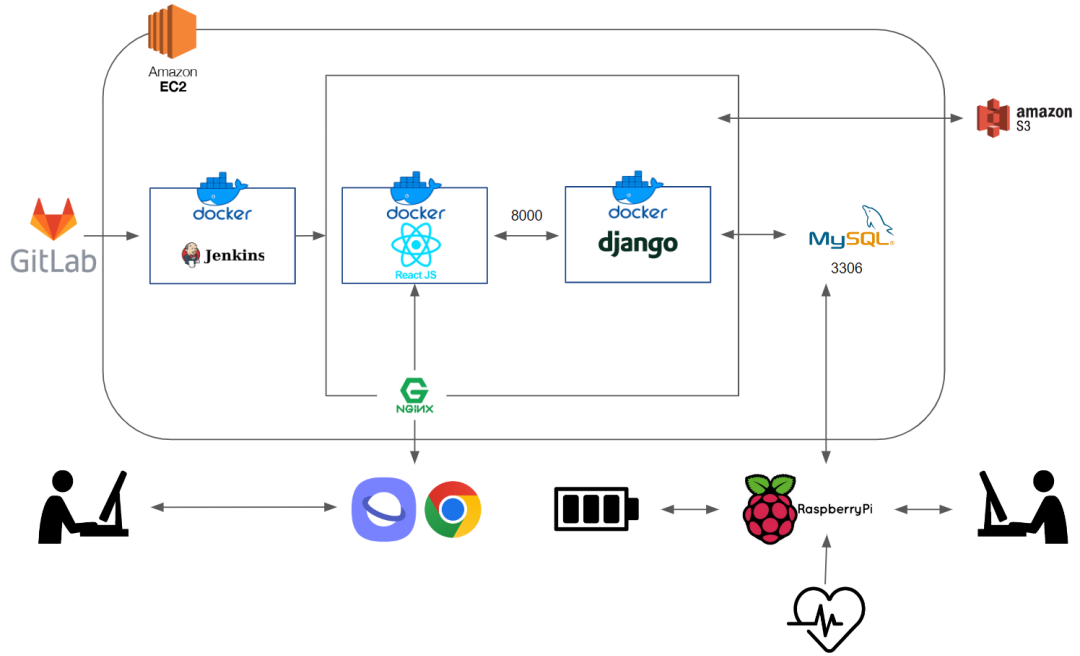 Amazon
EC2
amazon
S3
GitLab
docker
Jenkins
docker
React JS
8000
docker
django
MySQL®
3306
NGiNX
RaspberryPi